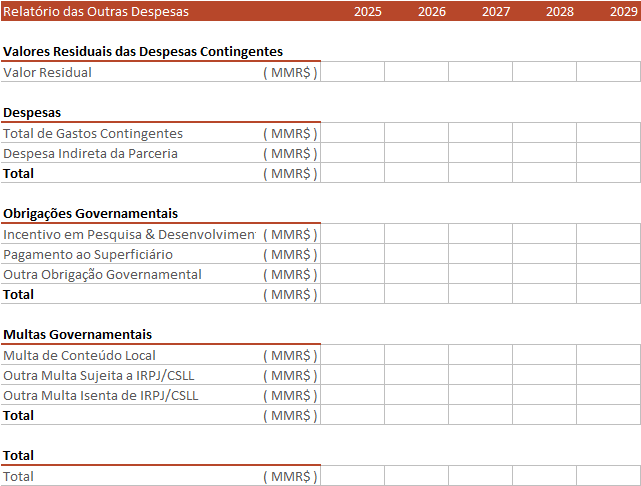 Relatório das Outras Despesas 2025 2026 2027 2028 2029
Valores Residuais das Despesas Contingentes
Valor Residual ( MMR$ )
Despesas
Total de Gastos Contingentes ( MMR$ )
Despesa Indireta da Parceria ( MMR$ )
Total ( MMR$ )
Obrigações Governamentais
Incentivo em Pesquisa & Desenvolvimen ( MMR$ )
Pagamento ao Superficiário ( MMR$ )
Outra Obrigação Governamental ( MMR$ )
Total ( MMR$ )
Multas Governamentais
Multa de Conteúdo Local ( MMR$ )
Outra Multa Sujeita a IRPJ/CSLL ( MMR$ )
Outra Multa Isenta de IRPJ/CSLL ( MMR$ )
Total ( MMR$ )
Total
Total ( MMR$ )